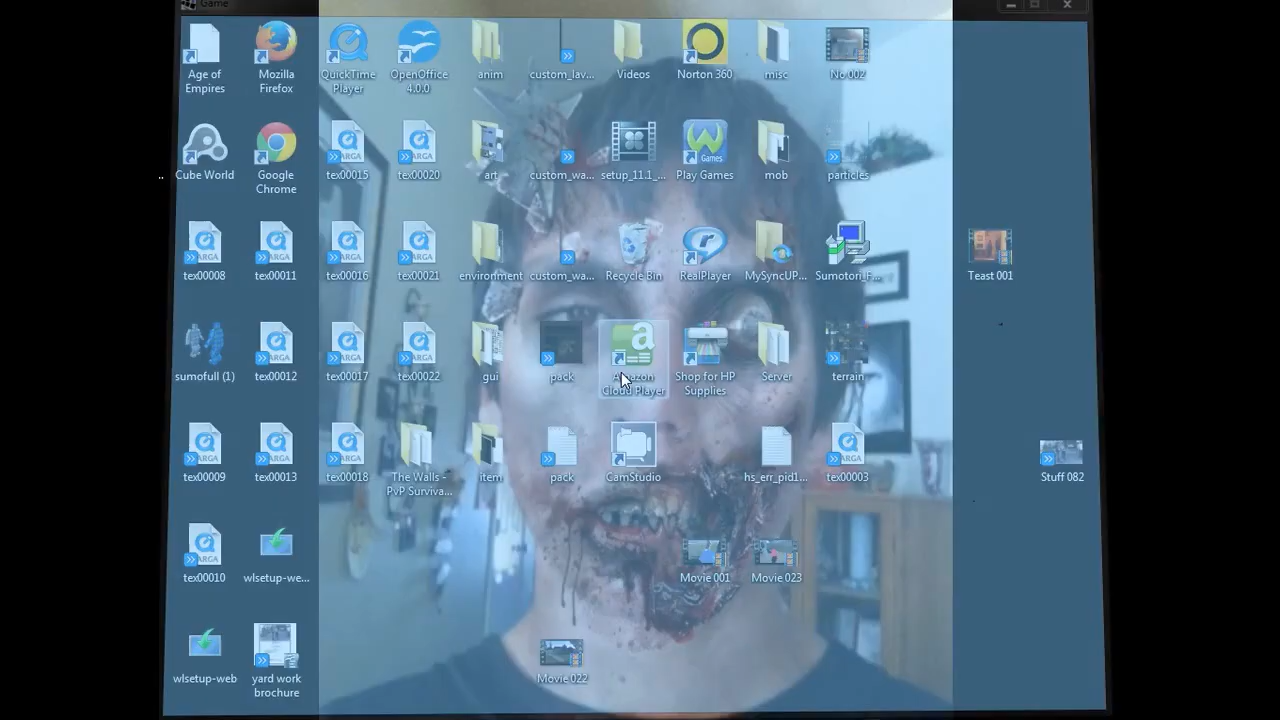 Game
Age of
Empires
Mozilla
Firefox
QuickTime
Player
OpenOffice
4.0.0
anim
custom_lav...
Videos
Norton 360
misc
No 002
Cube World
Google
Chrome
tex00015
tex00020
art
custom_wa...
setup_11.1_...
Play Games
mob
particles
tex00008
tex00011
tex00016
tex00021
environment
custom_wa...
Recycle Bin
RealPlayer
MySyncUP...
Sumotori_F...
Teast 001
sumofull (1)
tex00012
tex00017
tex00022
gui
pack
Amazon
Cloud Player
Shop for HP
Supplies
Server
terrain
tex00009
tex00013
tex00018
The Walls -
PvP Surviva...
item
pack
CamStudio
hs_err_pid1...
tex00003
Stuff 082
tex00010
wlsetup-we...
Movie 001
Movie 023
wlsetup-web
yard work
brochure
Movie 022